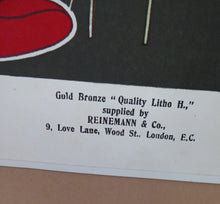 Gold Bronze “ Quality Litho H.,”
supplied by
REINEMANN & Co.,
9, Love Lane, Wood St., London, E.C.